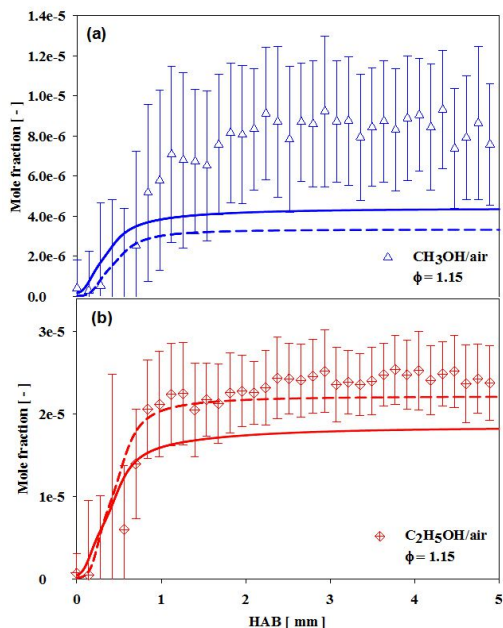 (a)
1.4e-5
1.2e-5
1.0e-5
8.0e-6
6.0e-6
4.0e-6
2.0e-6
0.0
Mole fraction [ - ]
CH3OH/air
ϕ = 1.15
(b)
3e-5
2e-5
1e-5
0
Mole fraction [ - ]
C₂H₅OH/air
ϕ = 1.15
0 1 2 3 4 5
HAB [ mm ]